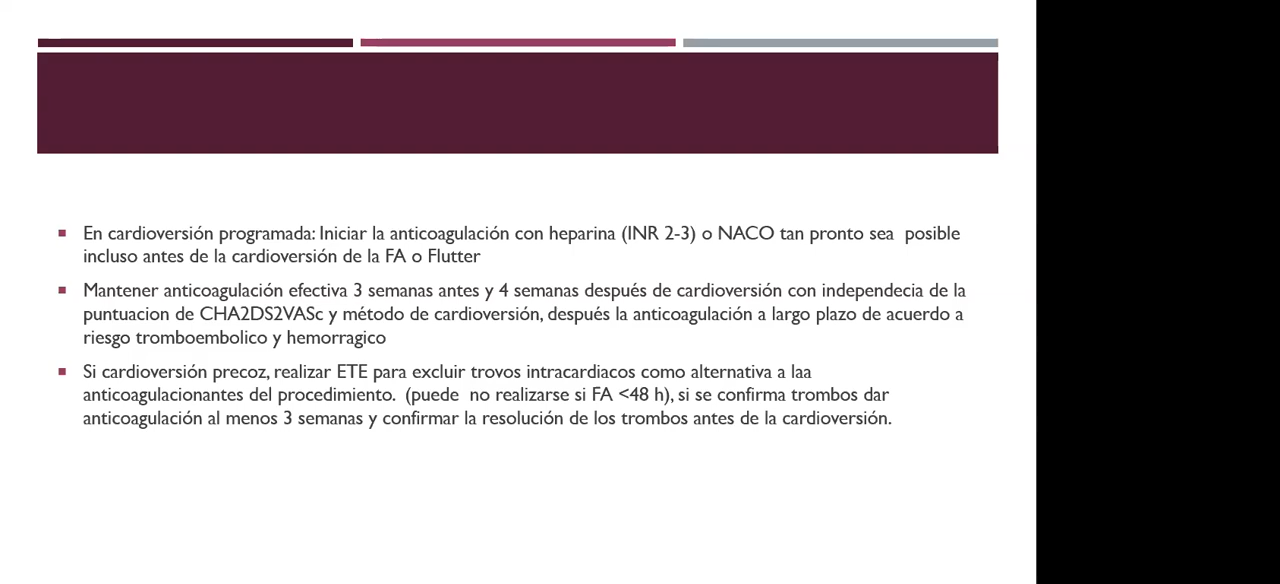 En cardioversión programada: Iniciar la anticoagulación con heparina (INR 2-3) o NACO tan pronto sea  posible
incluso antes de la cardioversión de la FA o Flutter
Mantener anticoagulación efectiva 3 semanas antes y 4 semanas después de cardioversión con independecia de la
puntuacion de CHA2DS2VASc y método de cardioversión, después la anticoagulación a largo plazo de acuerdo a
riesgo tromboembolico y hemorragico
Si cardioversión precoz, realizar ETE para excluir trovos intracardiacos como alternativa a laa
anticoagulacionantes del procedimiento.  (puede  no realizarse si FA <48 h), si se confirma trombos dar
anticoagulación al menos 3 semanas y confirmar la resolución de los trombos antes de la cardioversión.